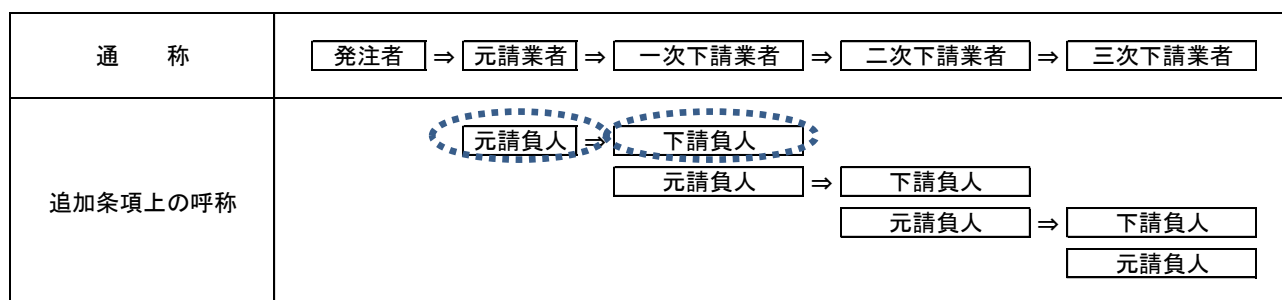 通　　称
発注者 ⇒ 元請業者 ⇒ 一次下請業者 ⇒ 二次下請業者 ⇒ 三次下請業者
追加条項上の呼称
元請負人 ⇒ 下請負人
元請負人 ⇒ 下請負人
元請負人 ⇒ 下請負人
元請負人